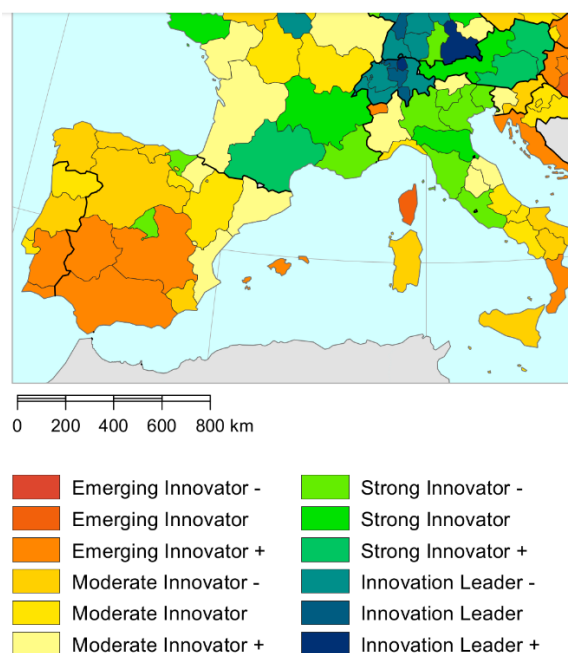 0 200 400 600 800 km
Emerging Innovator -
Emerging Innovator
Emerging Innovator +
Moderate Innovator -
Moderate Innovator
Moderate Innovator +
Strong Innovator -
Strong Innovator
Strong Innovator +
Innovation Leader -
Innovation Leader
Innovation Leader +